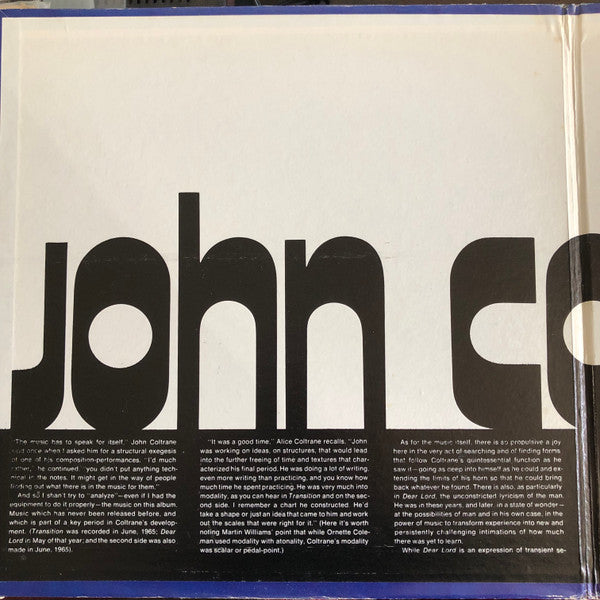 John Co
"The music has to speak for itself," John Coltrane
said once when I asked him for a structural exegesis
of one of his composition-performances. "I'd much
rather," he continued, "you didn't put anything tech-
nical in the notes. It might get in the way of people
finding out what there is in the music for them."
And so I shan't try to "analyze"—even if I had the
equipment to do it properly—the music on this album.
Music which has never been released before, and
which is part of a key period in Coltrane's develop-
ment. (Transition was recorded in June, 1965; Dear
Lord in May of that year; and the second side was also
made in June, 1965).
"It was a good time," Alice Coltrane recalls, "John
was working on ideas, on structures, that would lead
into the further freeing of time and textures that char-
acterized his final period. He was doing a lot of writing,
even more writing than practicing, and you know how
much time he spent practicing. He was very much into
modality, as you can hear in Transition and on the sec-
ond side. I remember a chart he constructed. He'd
take a shape or just an idea that came to him and work
out the scales that were right for it." (Here it's worth
noting Martin Williams' point that while Ornette Cole-
man used modality with atonality, Coltrane's modality
was scalar or pedal-point.)
As for the music itself, there is so propulsive a joy
here in the very act of searching and of finding forms
that follow Coltrane's quintessential function as he
saw it—going as deep into himself as he could and ex-
tending the limits of his horn so that he could bring
back whatever he found. There is also, as particularly
in Dear Lord, the unconstricted lyricism of the man.
He was in these years, and later, in a state of wonder—
at the possibilities of man and in his own case, in the
power of music to transform experience into new and
persistently challenging intimations of how much
there was yet to learn.
While Dear Lord is an expression of transient se-